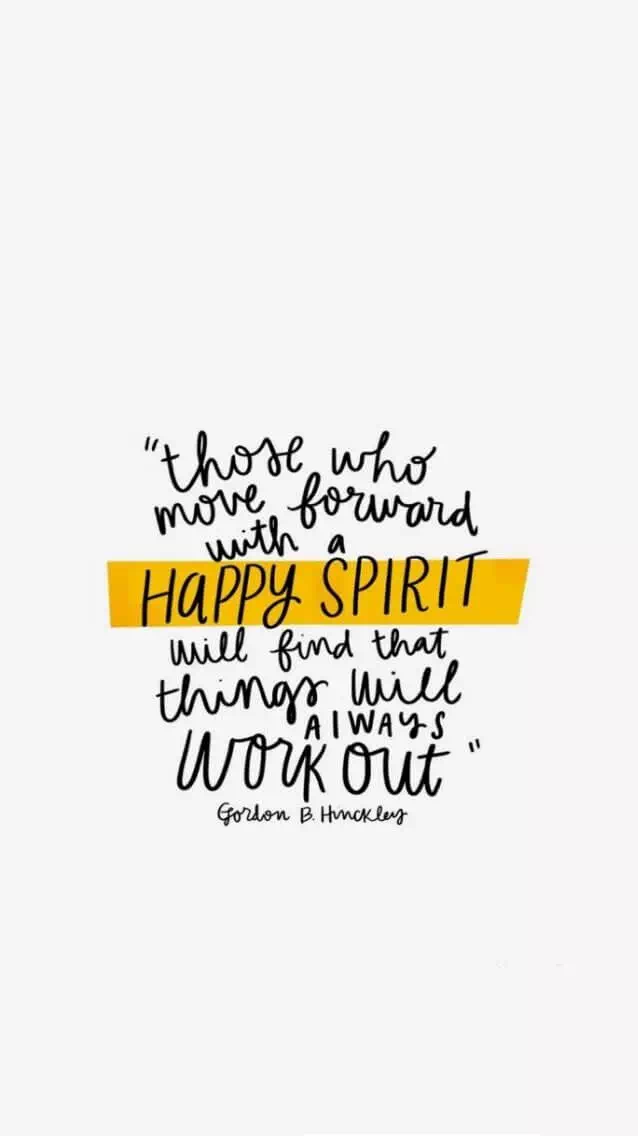 "those who
move forward
with a
HAPPY SPIRIT
will find that
things will
ALWAYS
WORK OUT"
Gordon B. Hinckley